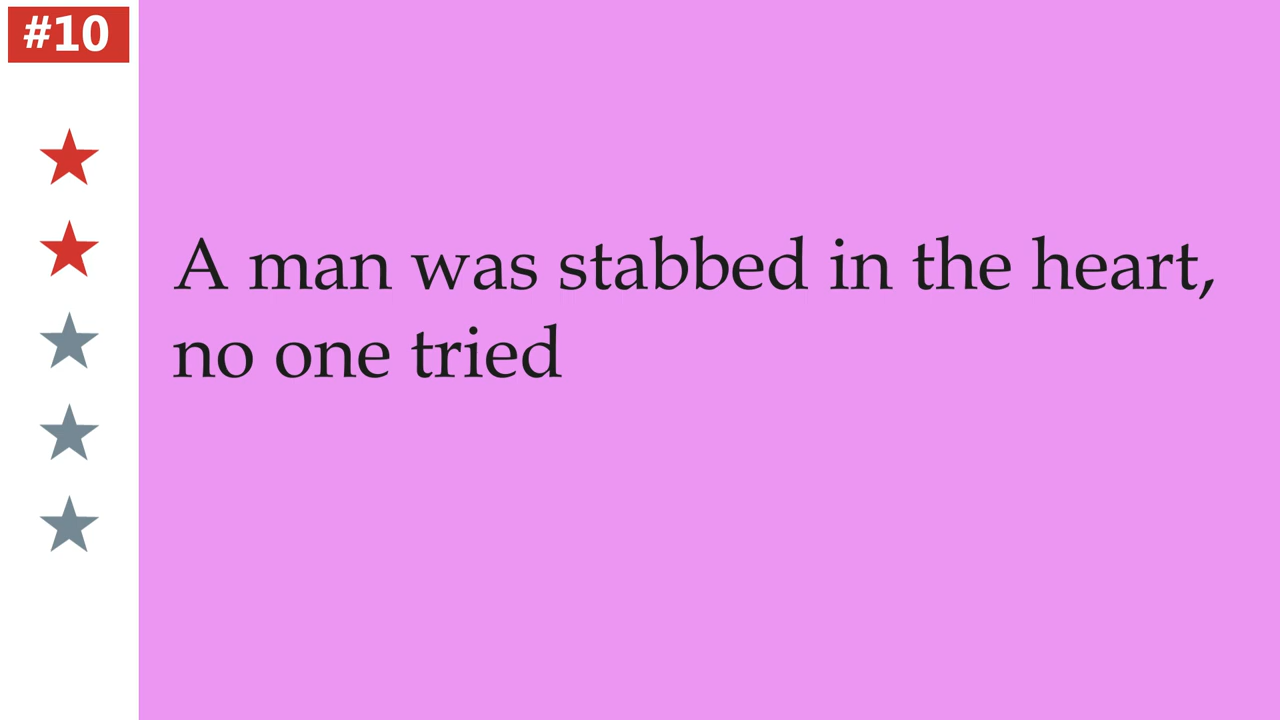 #10
A man was stabbed in the heart,
no one tried